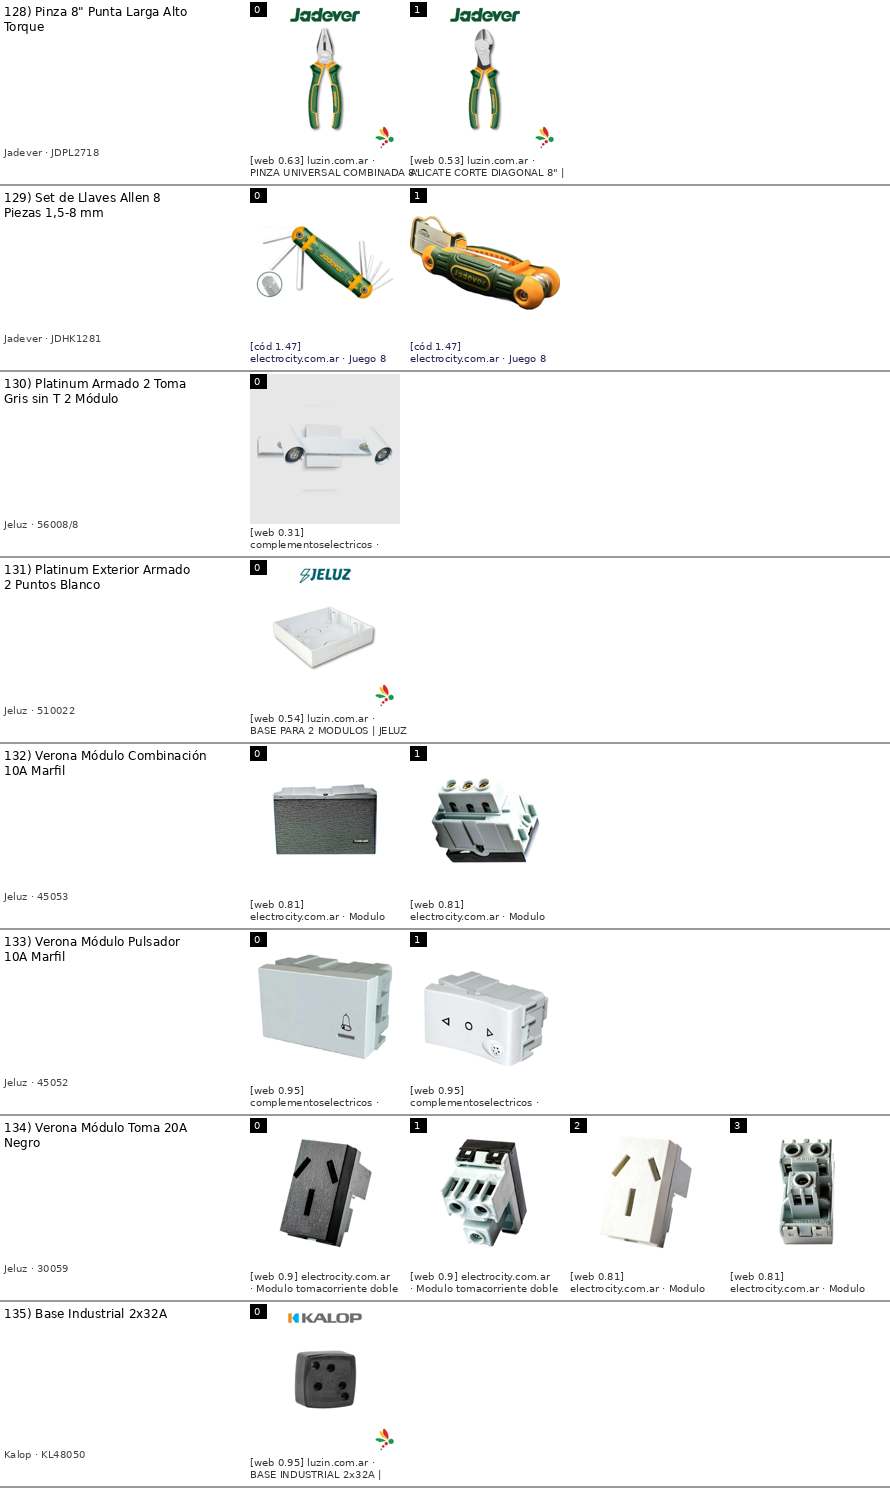 128) Pinza 8" Punta Larga Alto
Torque
Jadever · JDPL2718
0
Jadever
[web 0.63] luzin.com.ar ·
PINZA UNIVERSAL COMBINADA 8"
1
Jadever
[web 0.53] luzin.com.ar ·
ALICATE CORTE DIAGONAL 8" |
129) Set de Llaves Allen 8
Piezas 1,5-8 mm
Jadever · JDHK1281
0
Jadever
[cód 1.47]
electrocity.com.ar · Juego 8
1
Jadever
[cód 1.47]
electrocity.com.ar · Juego 8
130) Platinum Armado 2 Toma
Gris sin T 2 Módulo
Jeluz · 56008/8
0
[web 0.31]
complementoselectricos ·
131) Platinum Exterior Armado
2 Puntos Blanco
Jeluz · 510022
0
JELUZ
[web 0.54] luzin.com.ar ·
BASE PARA 2 MODULOS | JELUZ
132) Verona Módulo Combinación
10A Marfil
Jeluz · 45053
0
[web 0.81]
electrocity.com.ar · Modulo
1
[web 0.81]
electrocity.com.ar · Modulo
133) Verona Módulo Pulsador
10A Marfil
Jeluz · 45052
0
[web 0.95]
complementoselectricos ·
1
[web 0.95]
complementoselectricos ·
134) Verona Módulo Toma 20A
Negro
Jeluz · 30059
0
[web 0.9] electrocity.com.ar
· Modulo tomacorriente doble
1
[web 0.9] electrocity.com.ar
· Modulo tomacorriente doble
2
[web 0.81]
electrocity.com.ar · Modulo
3
[web 0.81]
electrocity.com.ar · Modulo
135) Base Industrial 2x32A
Kalop · KL48050
0
KALOP
[web 0.95] luzin.com.ar ·
BASE INDUSTRIAL 2x32A |